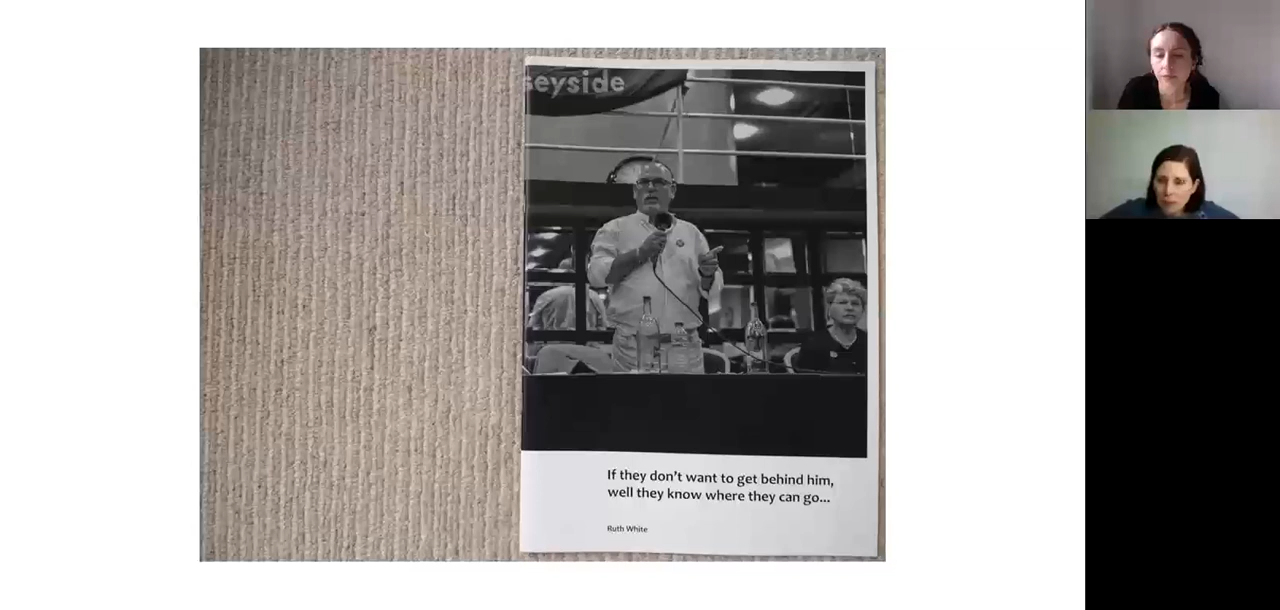 seyside
If they don't want to get behind him,
well they know where they can go...
Ruth White